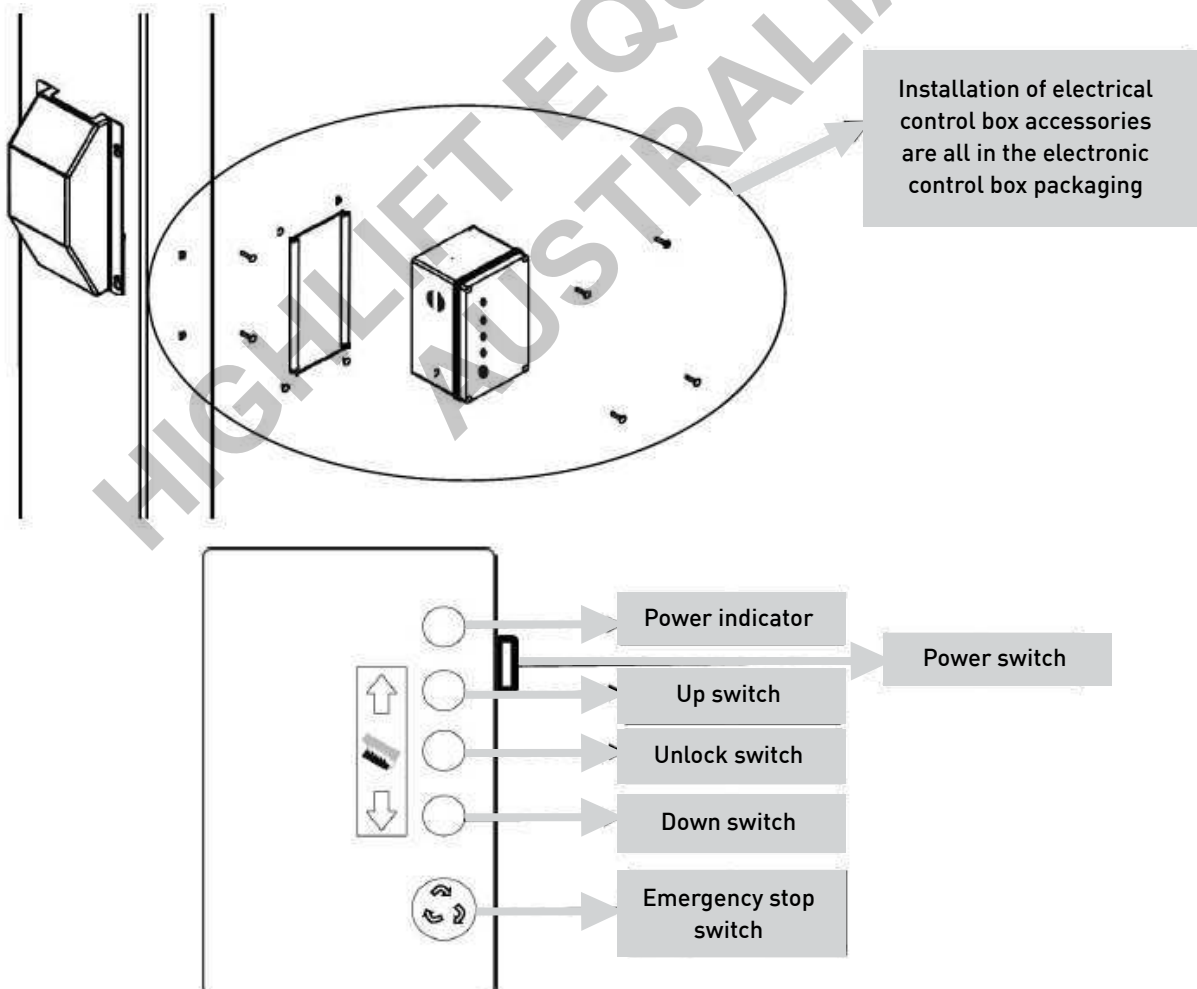 HIGHLIFT EQU
AUSTRALIA
Installation of electrical
control box accessories
are all in the electronic
control box packaging
Power indicator
Power switch
Up switch
Unlock switch
Down switch
Emergency stop
switch